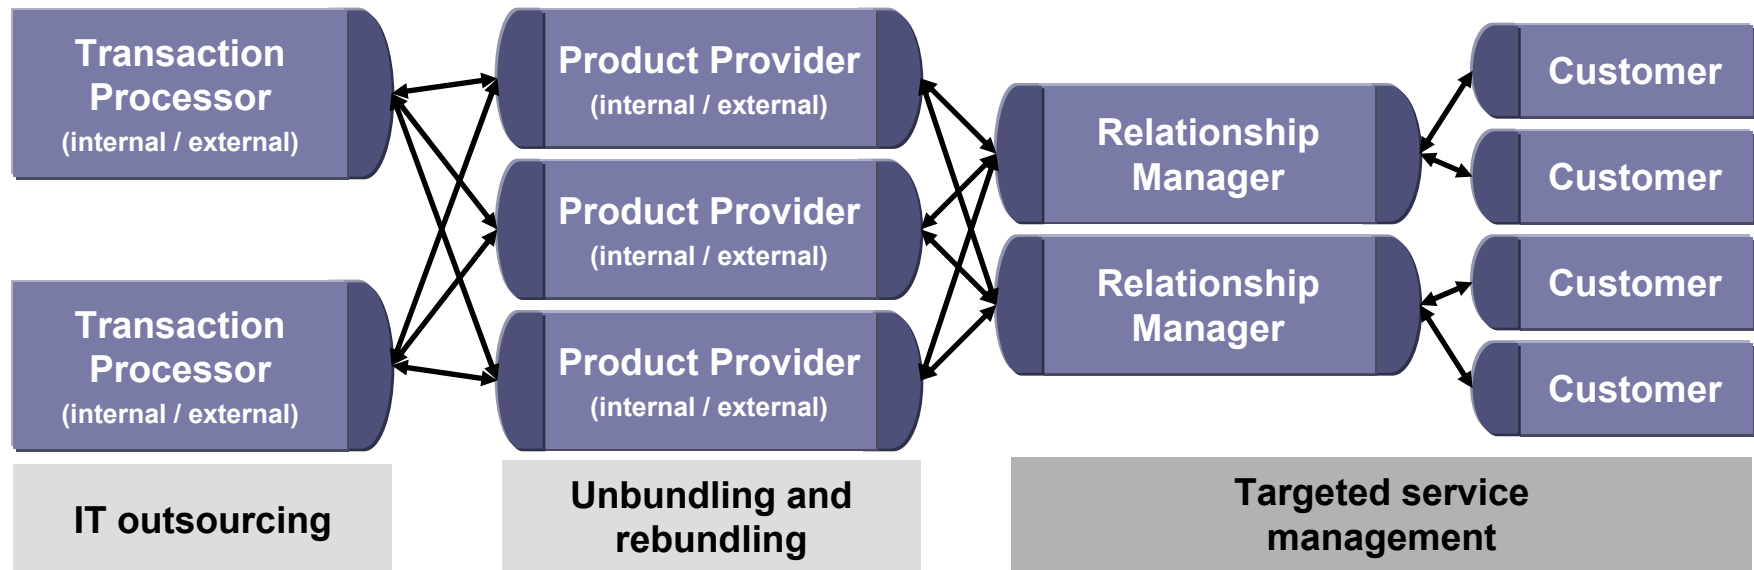 Transaction
Processor
(internal / external)
Transaction
Processor
(internal / external)
Product Provider
(internal / external)
Product Provider
(internal / external)
Product Provider
(internal / external)
Relationship
Manager
Relationship
Manager
Customer
Customer
Customer
Customer
IT outsourcing
Unbundling and
rebundling
Targeted service
management